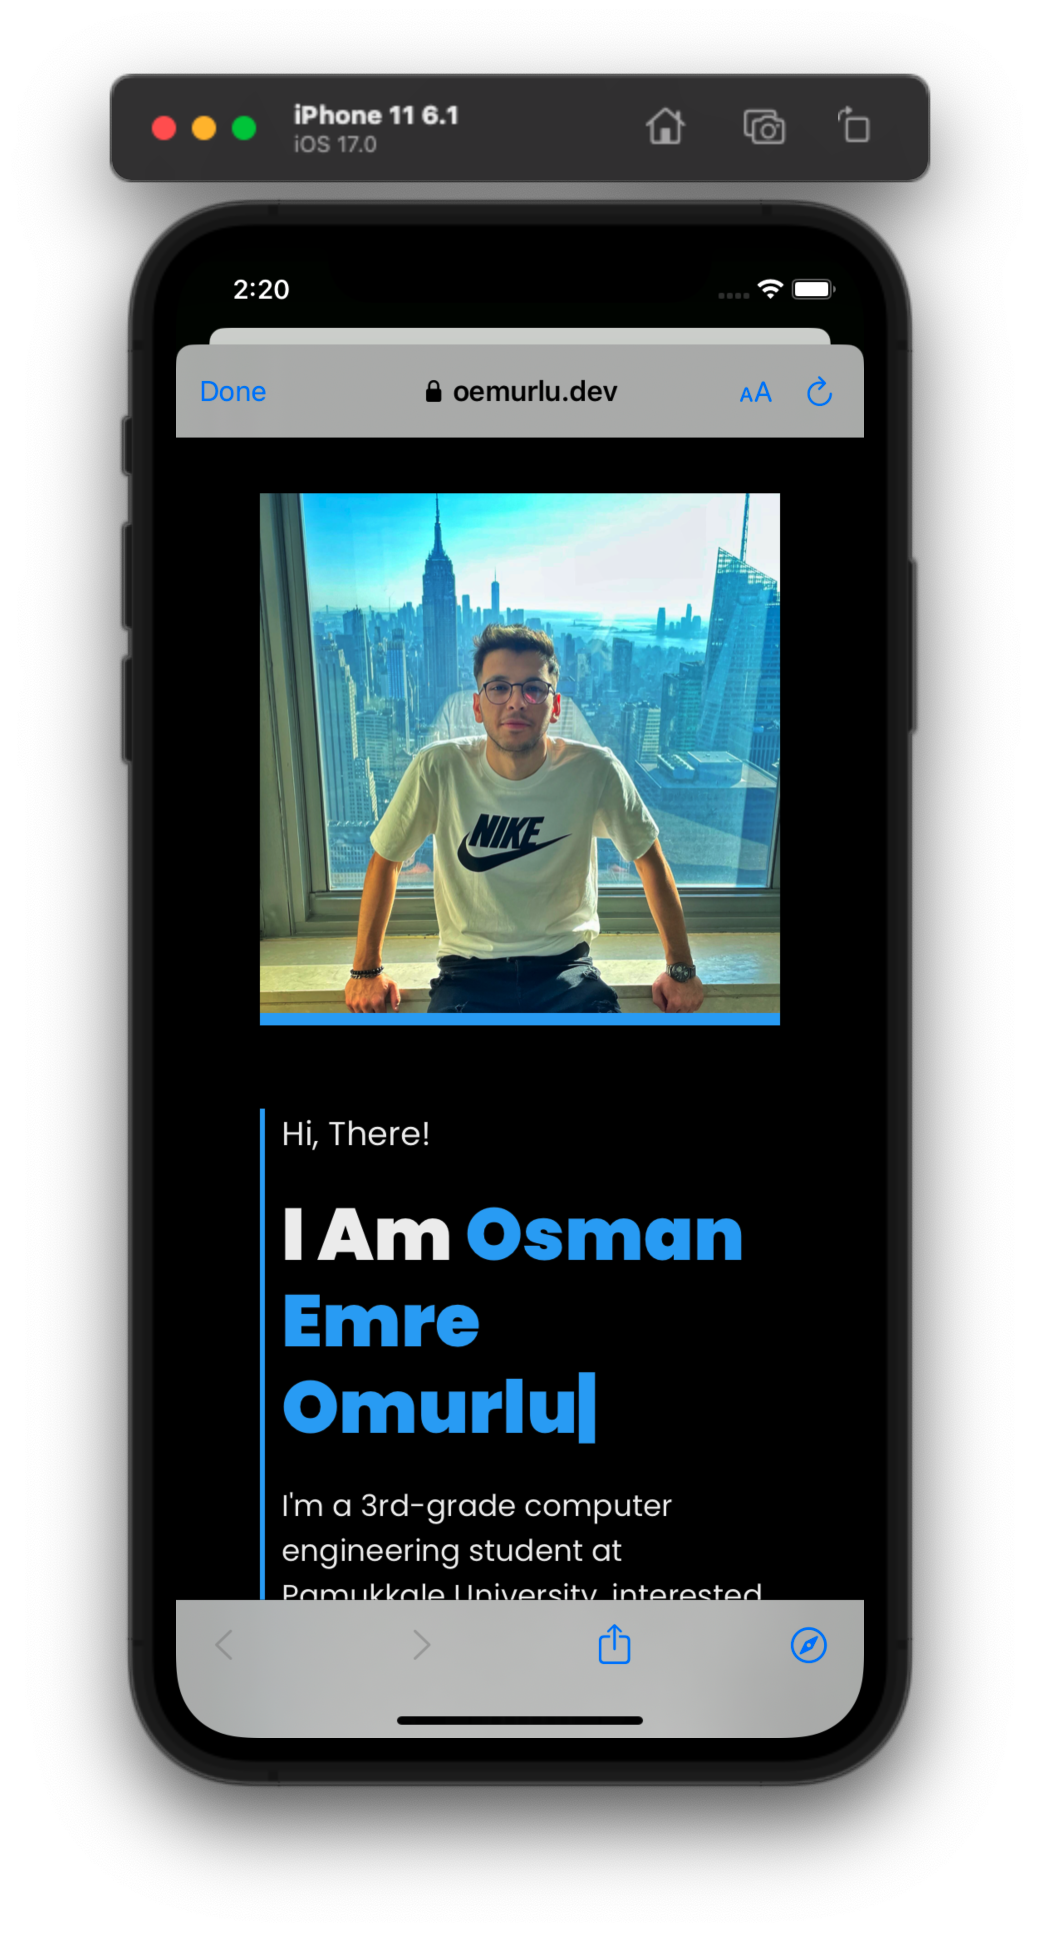 iPhone 11 6.1
iOS 17.0
2:20
Done
oemurlu.dev
AA
NIKE
Hi, There!
I Am Osman
Emre
Omurlu
I'm a 3rd-grade computer
engineering student at
Pamukkale University, interested